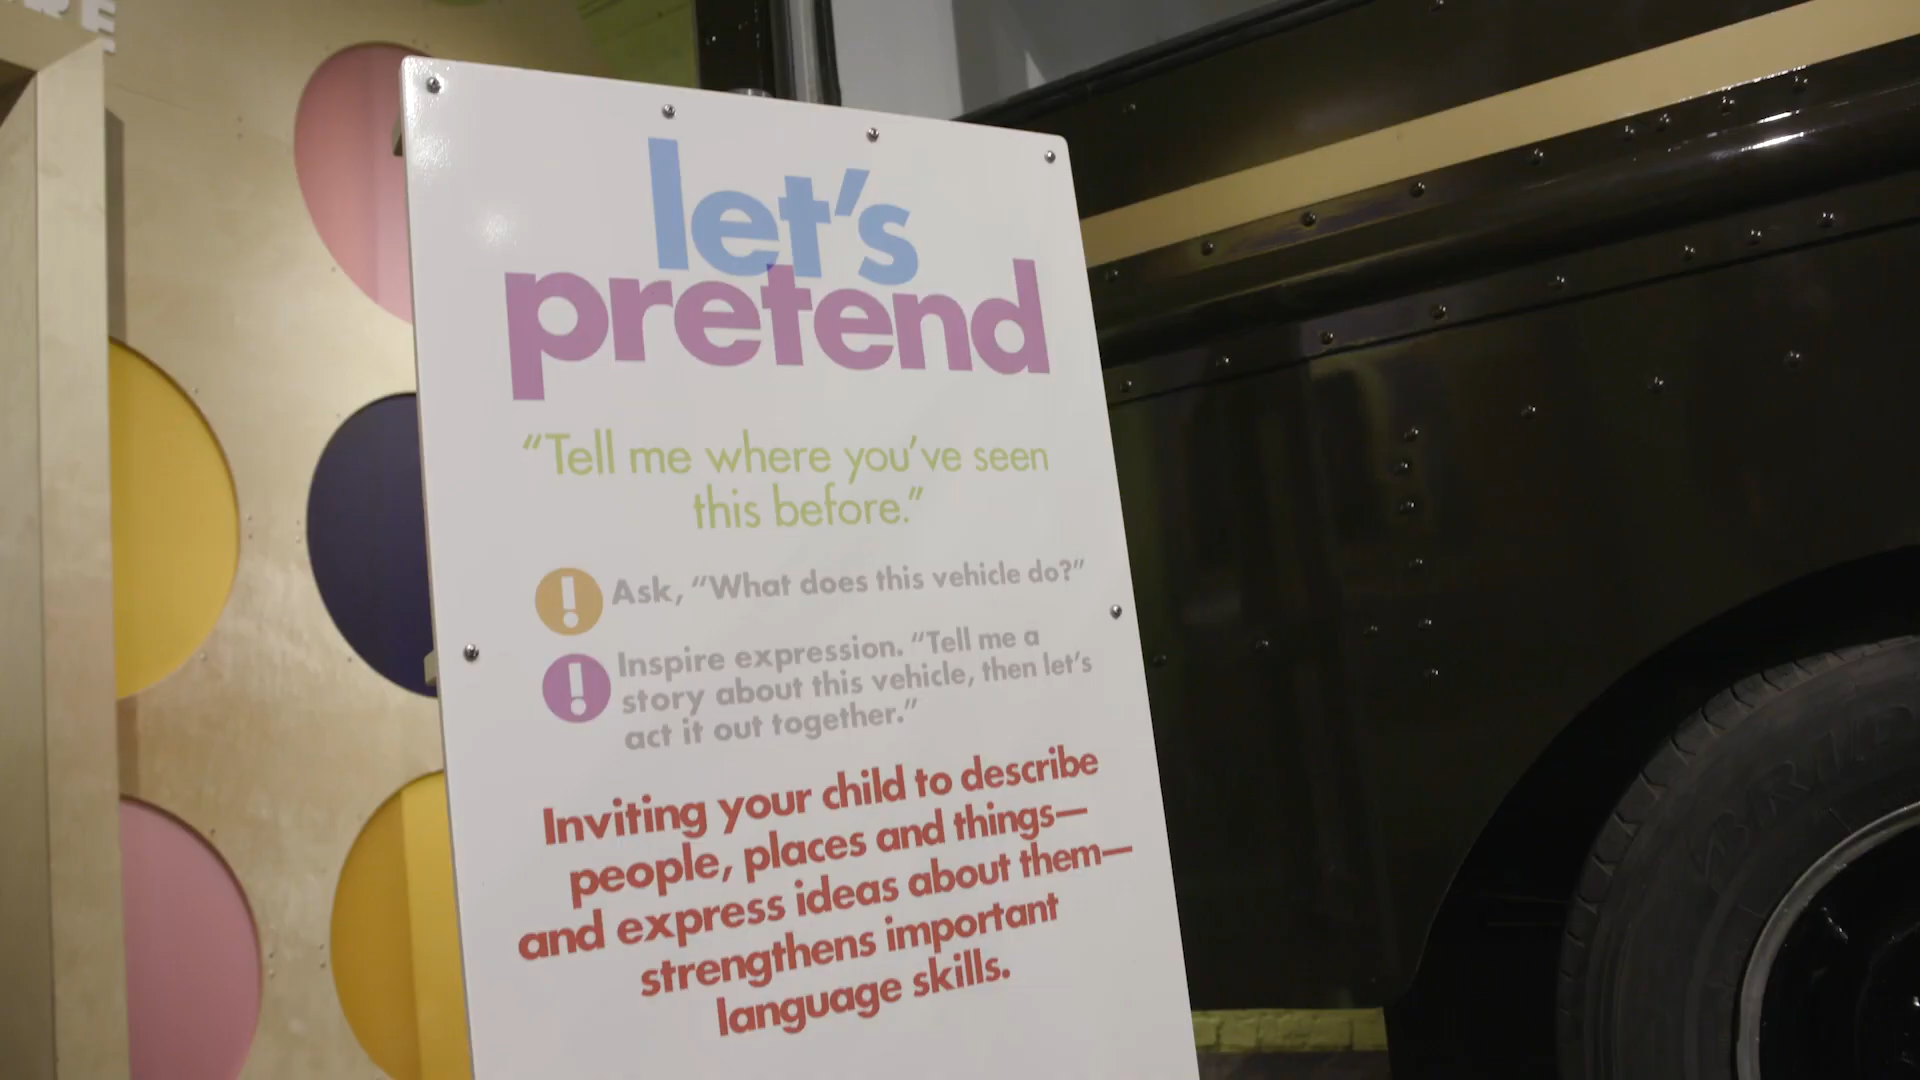 let's
pretend
“Tell me where you've seen
this before.”
Ask, “What does this vehicle do?”
Inspire expression. “Tell me a
story about this vehicle, then let's
act it out together.”
Inviting your child to describe
people, places and things—
and express ideas about them—
strengthens important
language skills.